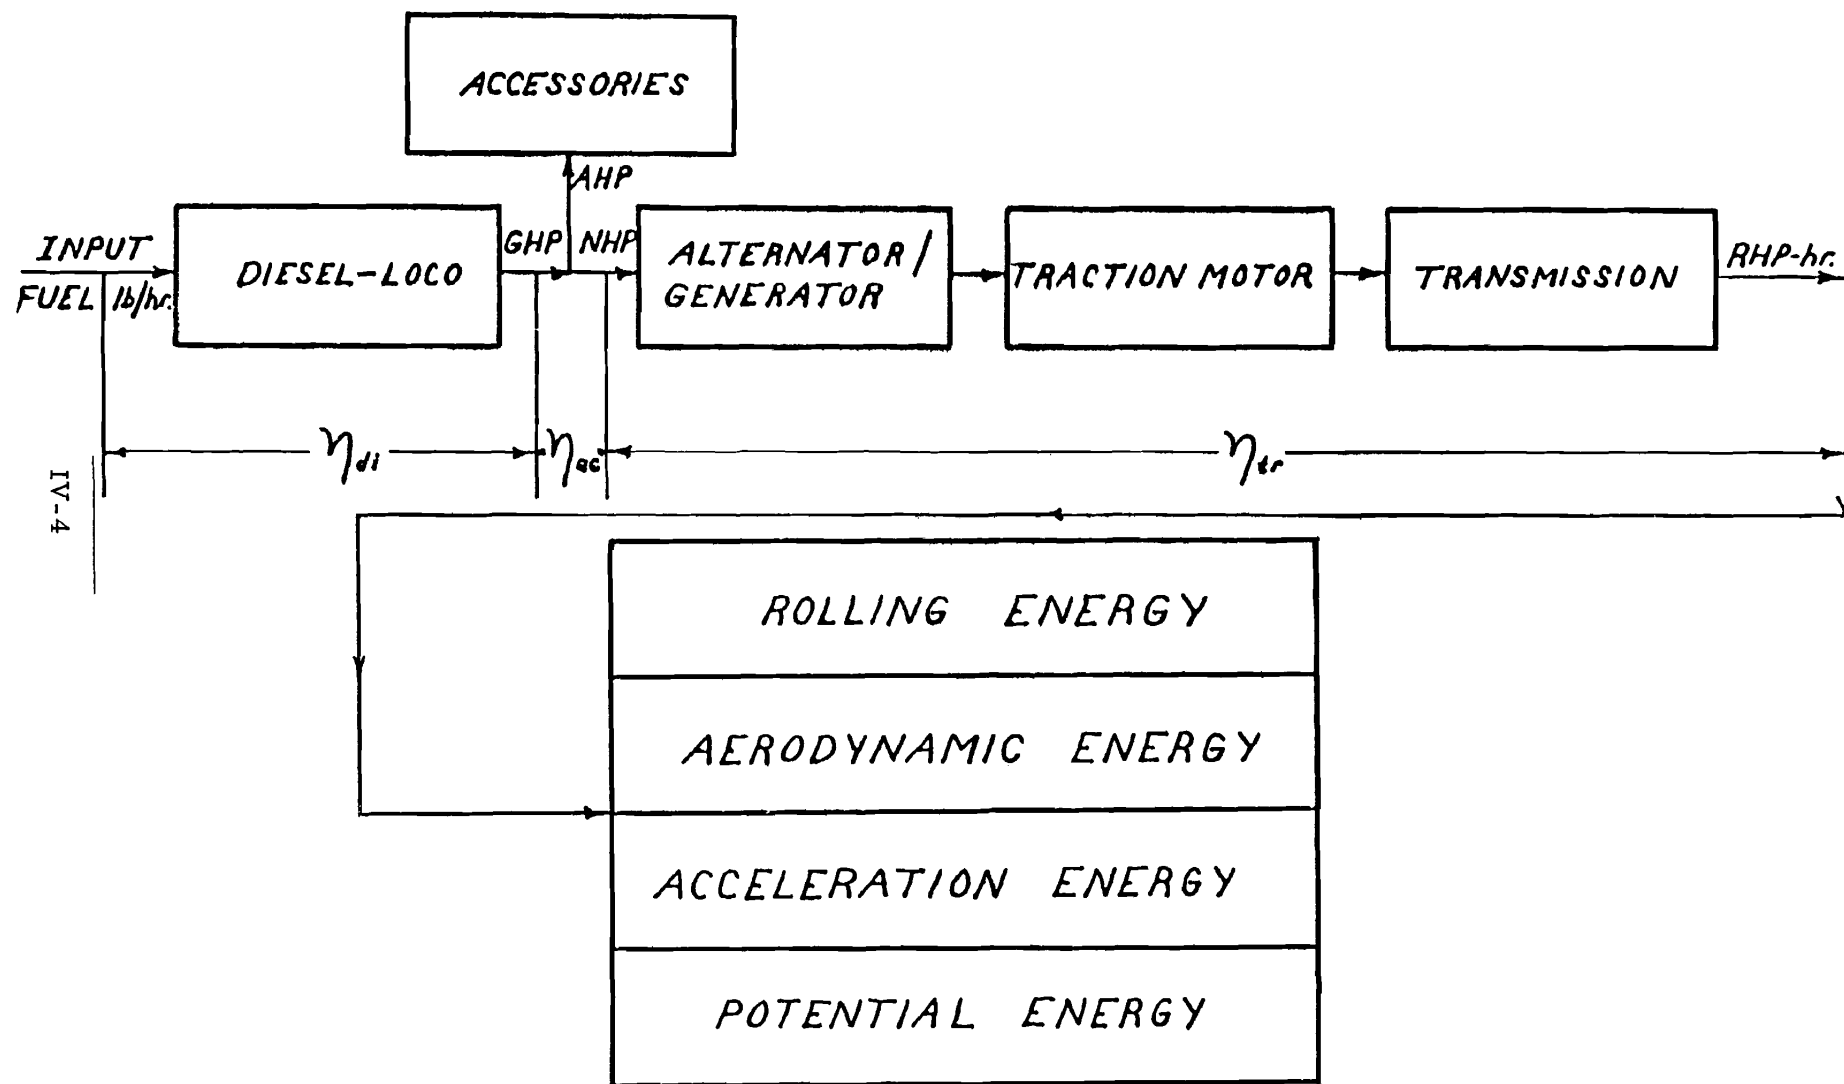 ACCESSORIES
AHP
INPUT
FUEL lb/hr.
DIESEL-LOCO
GHP NHP
ALTERNATOR/
GENERATOR
TRACTION MOTOR
TRANSMISSION
RHP-hr.
ηdi
ηac
ηtr
IV-4
ROLLING ENERGY
AERODYNAMIC ENERGY
ACCELERATION ENERGY
POTENTIAL ENERGY